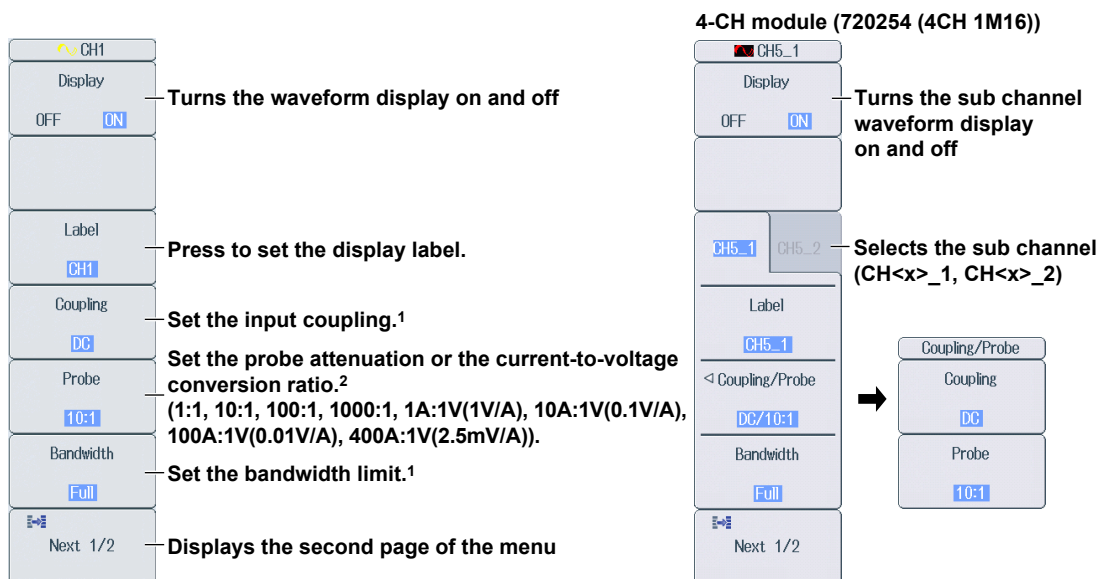 4-CH module (720254 (4CH 1M16))
CH1
Display
OFF ON
Turns the waveform display on and off
Label
CH1
Press to set the display label.
Coupling
DC
Set the input coupling.1
Probe
10:1
Set the probe attenuation or the current-to-voltage
conversion ratio.2
(1:1, 10:1, 100:1, 1000:1, 1A:1V(1V/A), 10A:1V(0.1V/A),
100A:1V(0.01V/A), 400A:1V(2.5mV/A)).
Bandwidth
Full
Set the bandwidth limit.1
Next 1/2
Displays the second page of the menu
CH5_1
Display
OFF ON
Turns the sub channel
waveform display
on and off
CH5_1 CH5_2
Selects the sub channel
(CH<x>_1, CH<x>_2)
Label
CH5_1
Coupling/Probe
DC/10:1
Bandwidth
Full
Next 1/2
Coupling/Probe
Coupling
DC
Probe
10:1